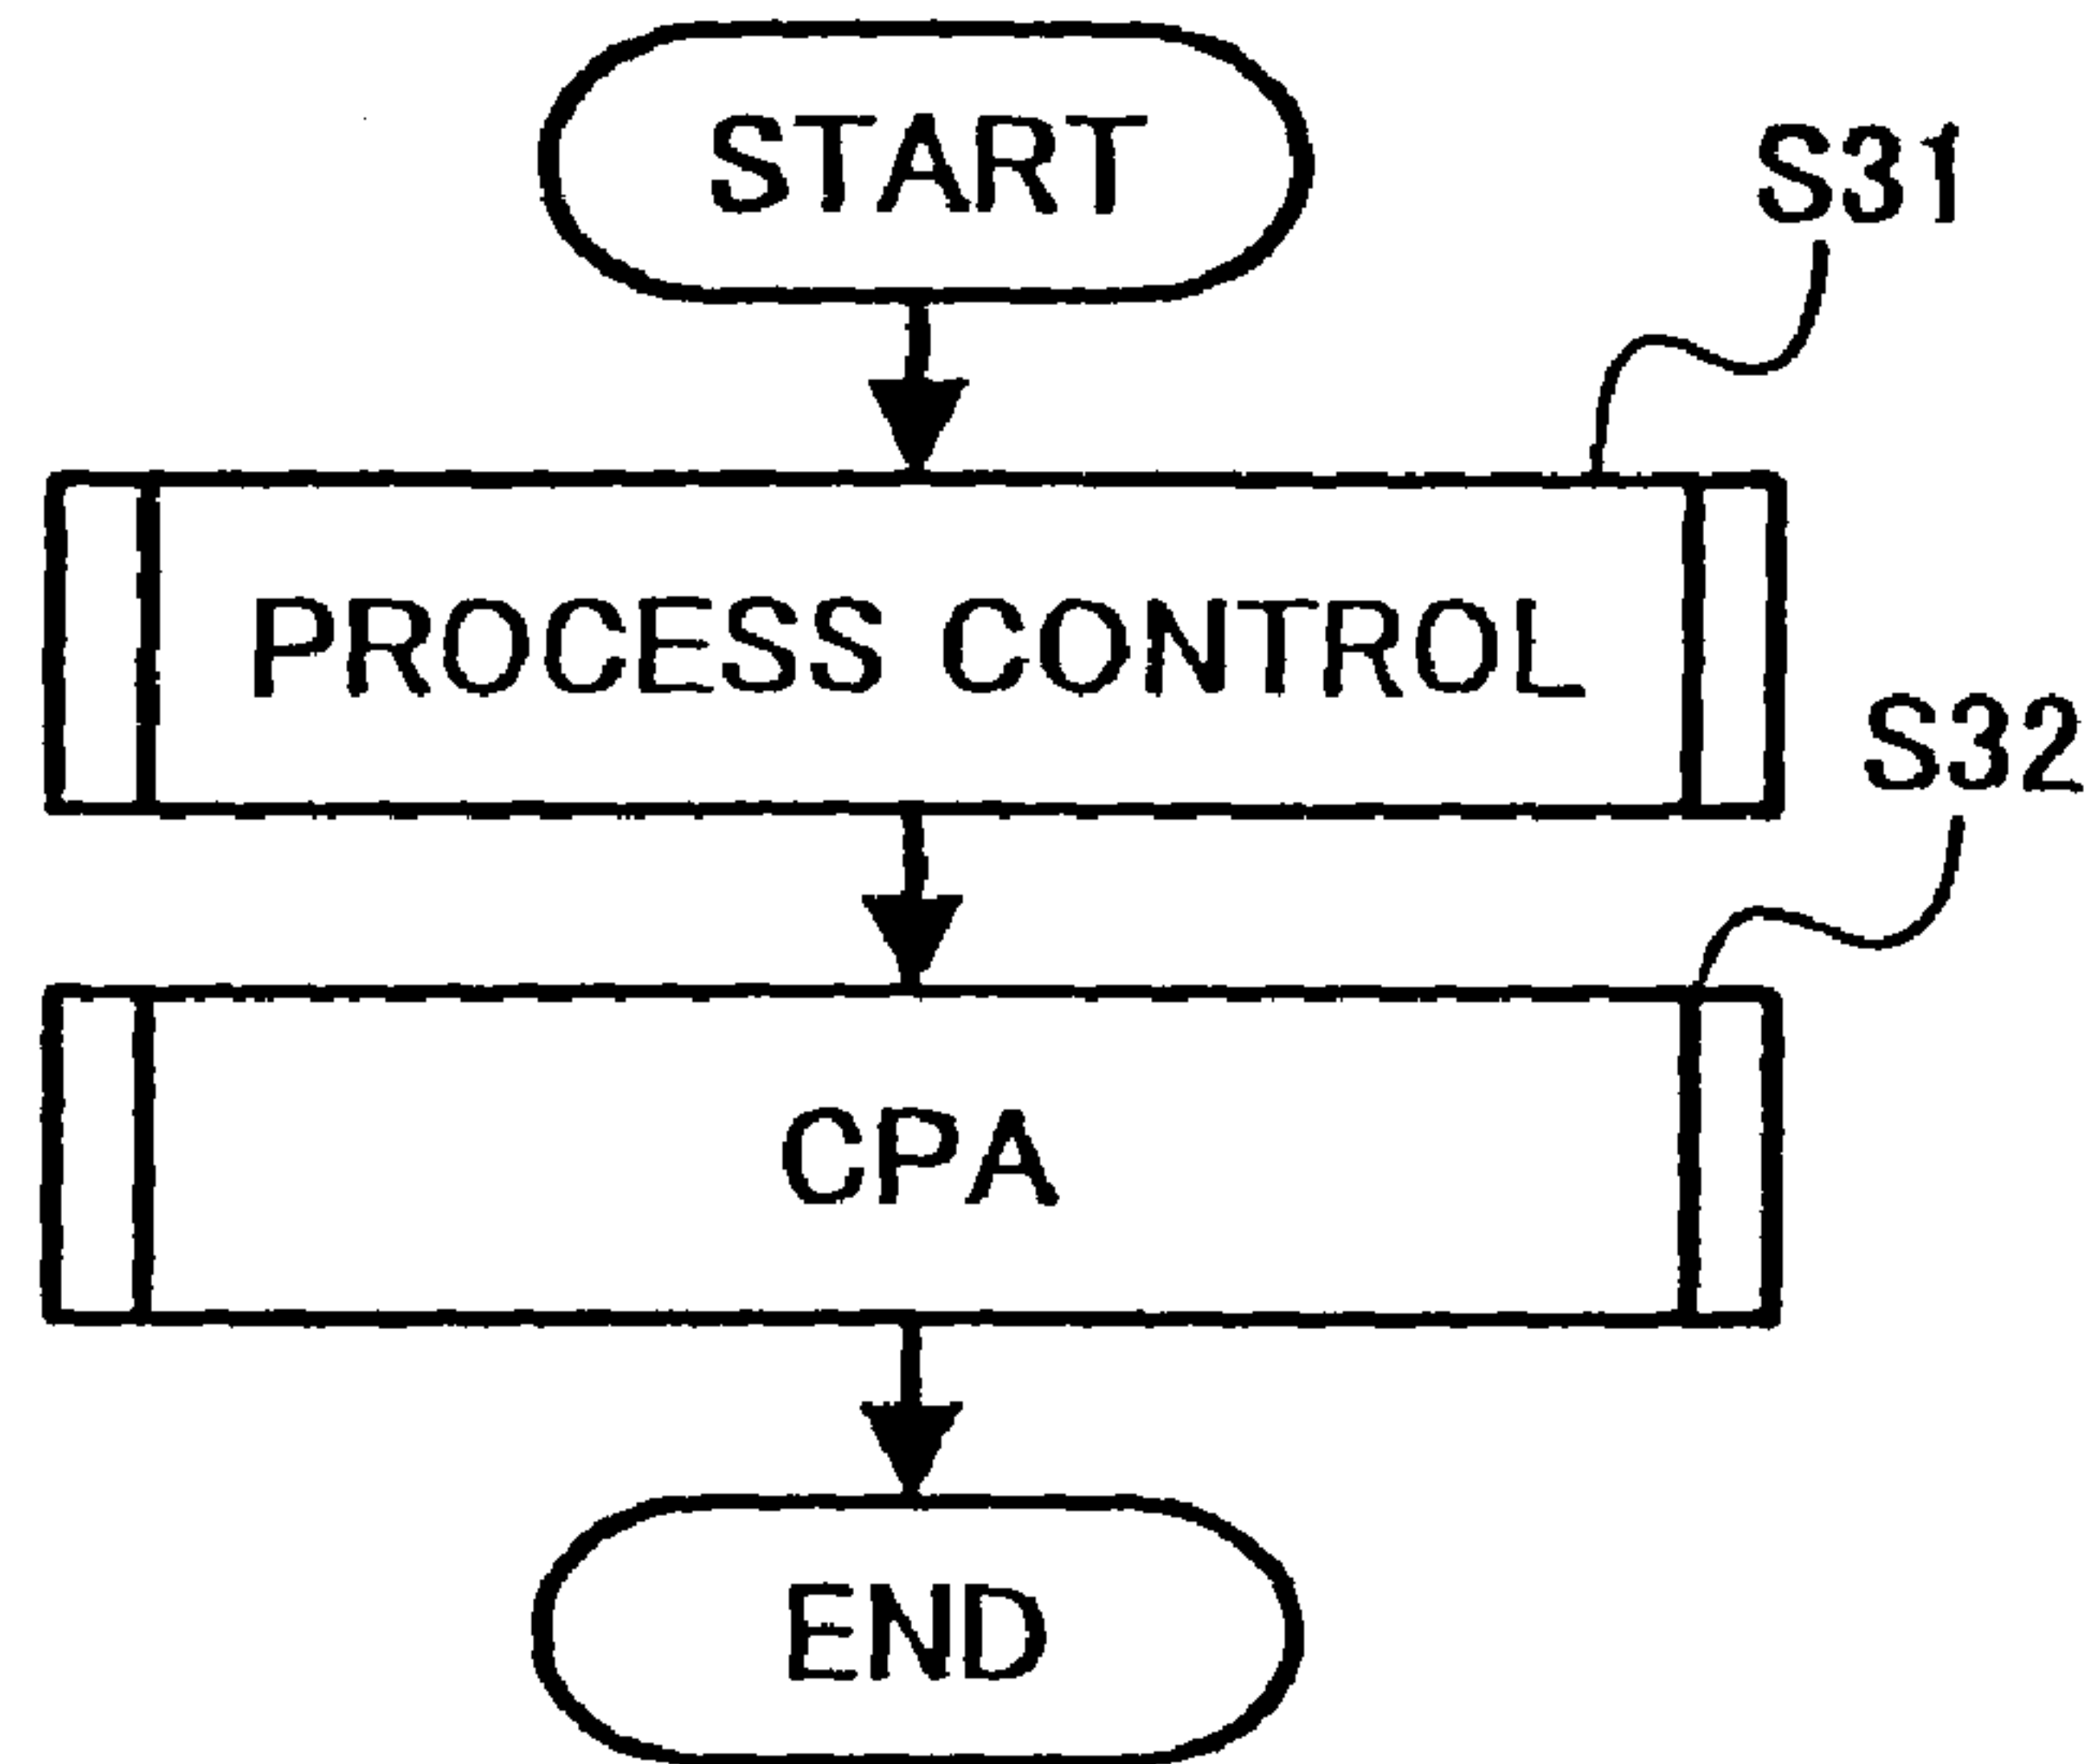 START
S31
PROCESS CONTROL
S32
CPA
END